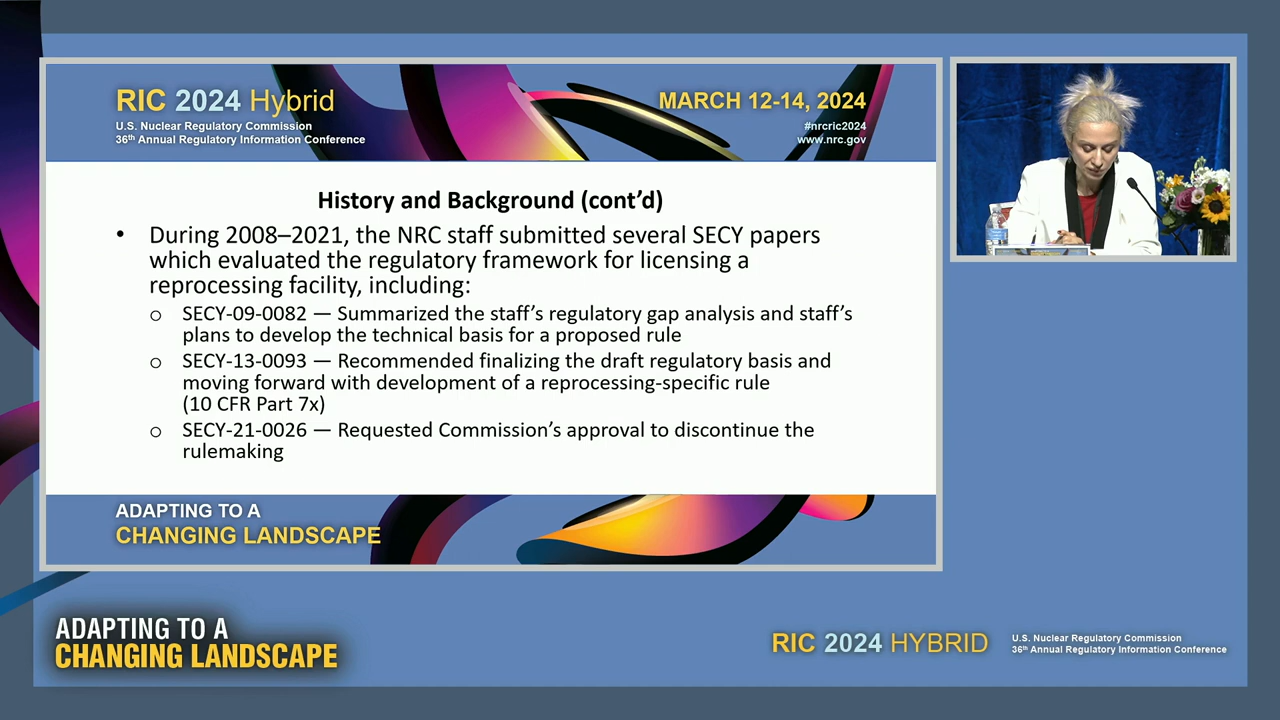 RIC 2024 Hybrid
U.S. Nuclear Regulatory Commission
36th Annual Regulatory Information Conference
MARCH 12-14, 2024
#nrcric2024
www.nrc.gov
History and Background (cont’d)
• During 2008–2021, the NRC staff submitted several SECY papers
which evaluated the regulatory framework for licensing a
reprocessing facility, including:
o SECY-09-0082 — Summarized the staff’s regulatory gap analysis and staff’s
plans to develop the technical basis for a proposed rule
o SECY-13-0093 — Recommended finalizing the draft regulatory basis and
moving forward with development of a reprocessing-specific rule
(10 CFR Part 7x)
o SECY-21-0026 — Requested Commission’s approval to discontinue the
rulemaking
ADAPTING TO A
CHANGING LANDSCAPE
ADAPTING TO A
CHANGING LANDSCAPE
RIC 2024 HYBRID
U.S. Nuclear Regulatory Commission
36th Annual Regulatory Information Conference